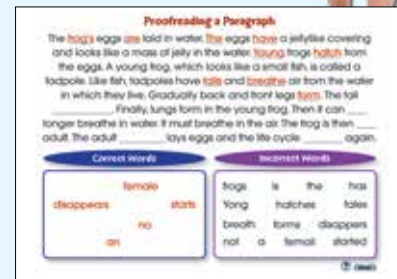 Proofreading a Paragraph
The frog's eggs are laid in water. The eggs have a jellylike covering
and looks like a mass of jelly in the water. Young frogs hatch from
the eggs. A young frog, which looks like a small fish, is called a
tadpole. Like fish, tadpoles have tails and breathe air from the water
in which they live. Gradually back and front legs form. The tail
________. Finally, lungs form in the young frog. Then it can ____
longer breathe in water. It must breathe in the air. The frog is then ____
adult. The adult ________ lays eggs and the life cycle ________ again.
Correct Words
Incorrect Words
female
disappears starts
no
an
frogs is the has
Yong hatches tales
breath forms disappers
not a femail started